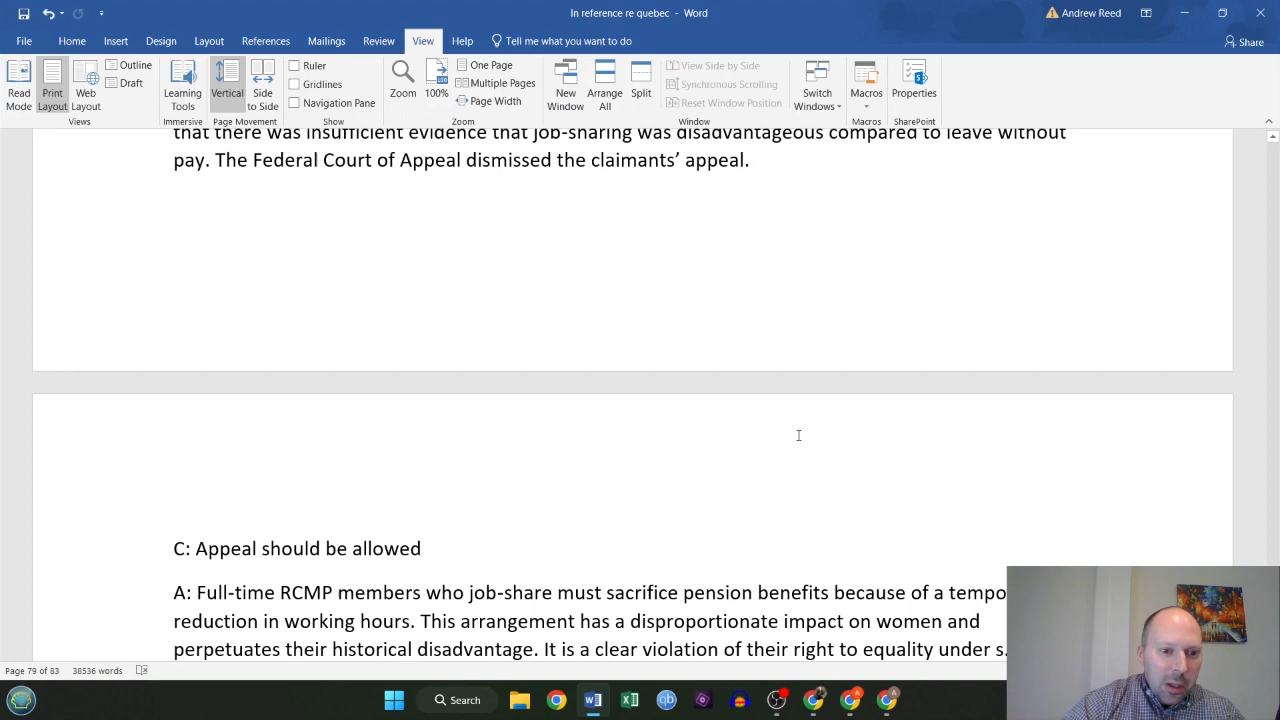 In reference re quebec - Word
Andrew Reed
File Home Insert Design Layout References Mailings Review View Help Tell me what you want to do Share
Read Mode
Print Layout
Web Layout
Outline
Draft
Views
Learning Tools
Immersive
Vertical
Side to Side
Page Movement
Ruler
Gridlines
Navigation Pane
Show
Zoom
100%
One Page
Multiple Pages
Page Width
Zoom
New Window
Arrange All
Split
View Side by Side
Synchronous Scrolling
Reset Window Position
Window
Switch Windows
Macros
Macros
Properties
SharePoint
that there was insufficient evidence that job-sharing was disadvantageous compared to leave without
pay. The Federal Court of Appeal dismissed the claimants’ appeal.
C: Appeal should be allowed
A: Full-time RCMP members who job-share must sacrifice pension benefits because of a tempo
reduction in working hours. This arrangement has a disproportionate impact on women and
perpetuates their historical disadvantage. It is a clear violation of their right to equality under s.
Page 79 of 83 38536 words
Search
qb